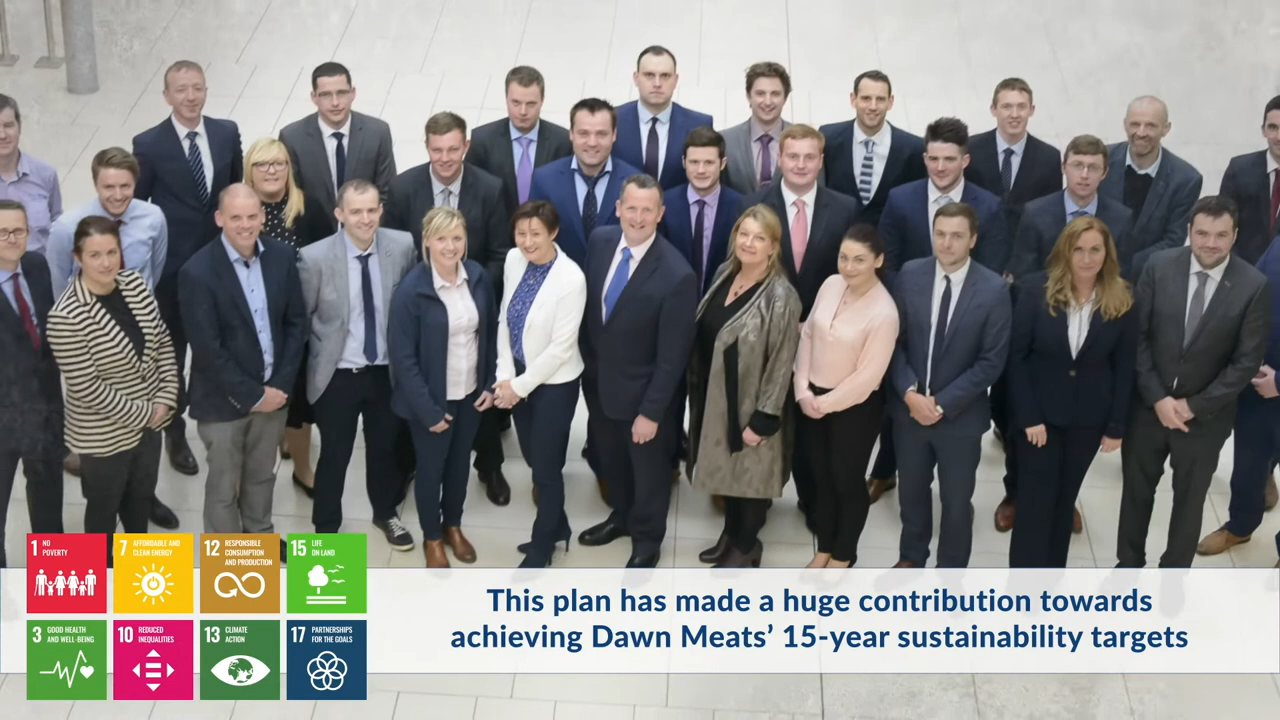 1 NO
POVERTY
7 AFFORDABLE AND
CLEAN ENERGY
12 RESPONSIBLE
CONSUMPTION
AND PRODUCTION
15 LIFE
ON LAND
3 GOOD HEALTH
AND WELL-BEING
10 REDUCED
INEQUALITIES
13 CLIMATE
ACTION
17 PARTNERSHIPS
FOR THE GOALS
This plan has made a huge contribution towards
achieving Dawn Meats’ 15-year sustainability targets